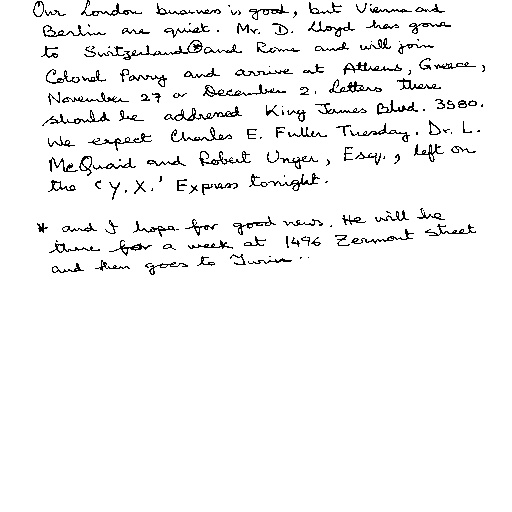 Our London business is good, but Vienna and
Berlin are quiet. Mr. D. Lloyd has gone
to Switzerland * and Rome and will join
Colonel Parry and arrive at Athens, Greece,
November 27 or December 2. Letters there
should be addressed King James Blvd. 3580.
We expect Charles E. Fuller Tuesday. Dr. L.
McQuaid and Robert Unger, Esq., left on
the 'Y. X.' Express tonight.
* and I hope for good news. He will be
there for a week at 1496 Zermont Street
and then goes to Turin..